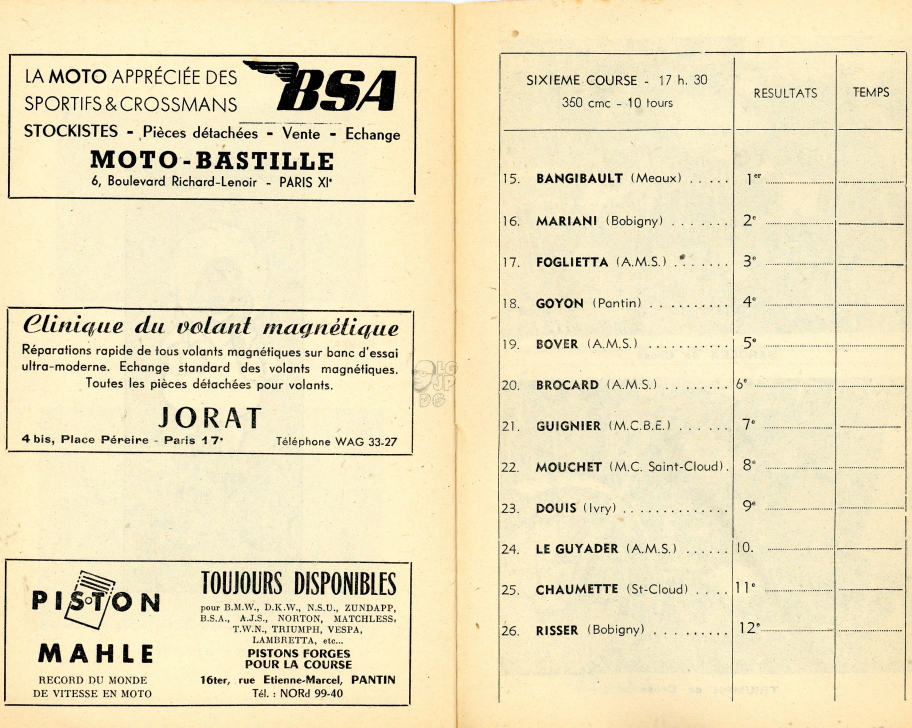 LA MOTO APPRÉCIÉE DES
SPORTIFS & CROSSMANS
BSA
STOCKISTES - Pièces détachées - Vente - Echange
MOTO-BASTILLE
6, Boulevard Richard-Lenoir - PARIS XIe
Clinique du volant magnétique
Réparations rapide de tous volants magnétiques sur banc d'essai
ultra-moderne. Echange standard des volants magnétiques.
Toutes les pièces détachées pour volants.
JORAT
4 bis, Place Péreire - Paris 17e
Téléphone WAG 33-27
PISTON
MAHLE
RECORD DU MONDE
DE VITESSE EN MOTO
TOUJOURS DISPONIBLES
pour B.M.W., D.K.W., N.S.U., ZUNDAPP,
B.S.A., A.J.S., NORTON, MATCHLESS,
T.W.N., TRIUMPH, VESPA,
LAMBRETTA, etc...
PISTONS FORGES
POUR LA COURSE
16ter, rue Etienne-Marcel, PANTIN
Tél. : NORd 99-40
SIXIEME COURSE - 17 h. 30
350 cmc - 10 tours
RESULTATS
TEMPS
15. BANGIBAULT (Meaux) ..... 1er
16. MARIANI (Bobigny) ....... 2e
17. FOGLIETTA (A.M.S.) ....... 3e
18. GOYON (Pantin) .......... 4e
19. BOVER (A.M.S.) ........... 5e
20. BROCARD (A.M.S.) ........ 6e
21. GUIGNIER (M.C.B.E.) ....... 7e
22. MOUCHET (M.C. Saint-Cloud). 8e
23. DOUIS (Ivry) ............. 9e
24. LE GUYADER (A.M.S.) ...... 10.
25. CHAUMETTE (St-Cloud) .... 11e
26. RISSER (Bobigny) ......... 12e